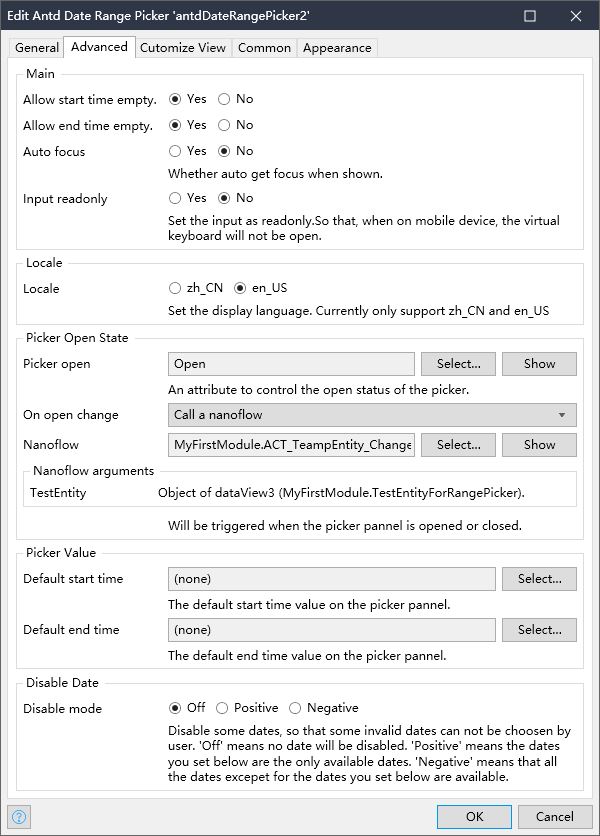 Edit Antd Date Range Picker 'antdDateRangePicker2'
General Advanced Cutomize View Common Appearance
Main
Allow start time empty. Yes No
Allow end time empty. Yes No
Auto focus Yes No
Whether auto get focus when shown.
Input readonly Yes No
Set the input as readonly.So that, when on mobile device, the virtual
keyboard will not be open.
Locale
Locale zh_CN en_US
Set the display language. Currently only support zh_CN and en_US
Picker Open State
Picker open Open Select... Show
An attribute to control the open status of the picker.
On open change Call a nanoflow
Nanoflow MyFirstModule.ACT_TeampEntity_Change Select... Show
Nanoflow arguments
TestEntity Object of dataView3 (MyFirstModule.TestEntityForRangePicker).
Will be triggered when the picker pannel is opened or closed.
Picker Value
Default start time (none) Select...
The default start time value on the picker pannel.
Default end time (none) Select...
The default end time value on the picker pannel.
Disable Date
Disable mode Off Positive Negative
Disable some dates, so that some invalid dates can not be choosen by
user. 'Off' means no date will be disabled. 'Positive' means the dates
you set below are the only available dates. 'Negative' means that all
the dates excepet for the dates you set below are available.
? OK Cancel